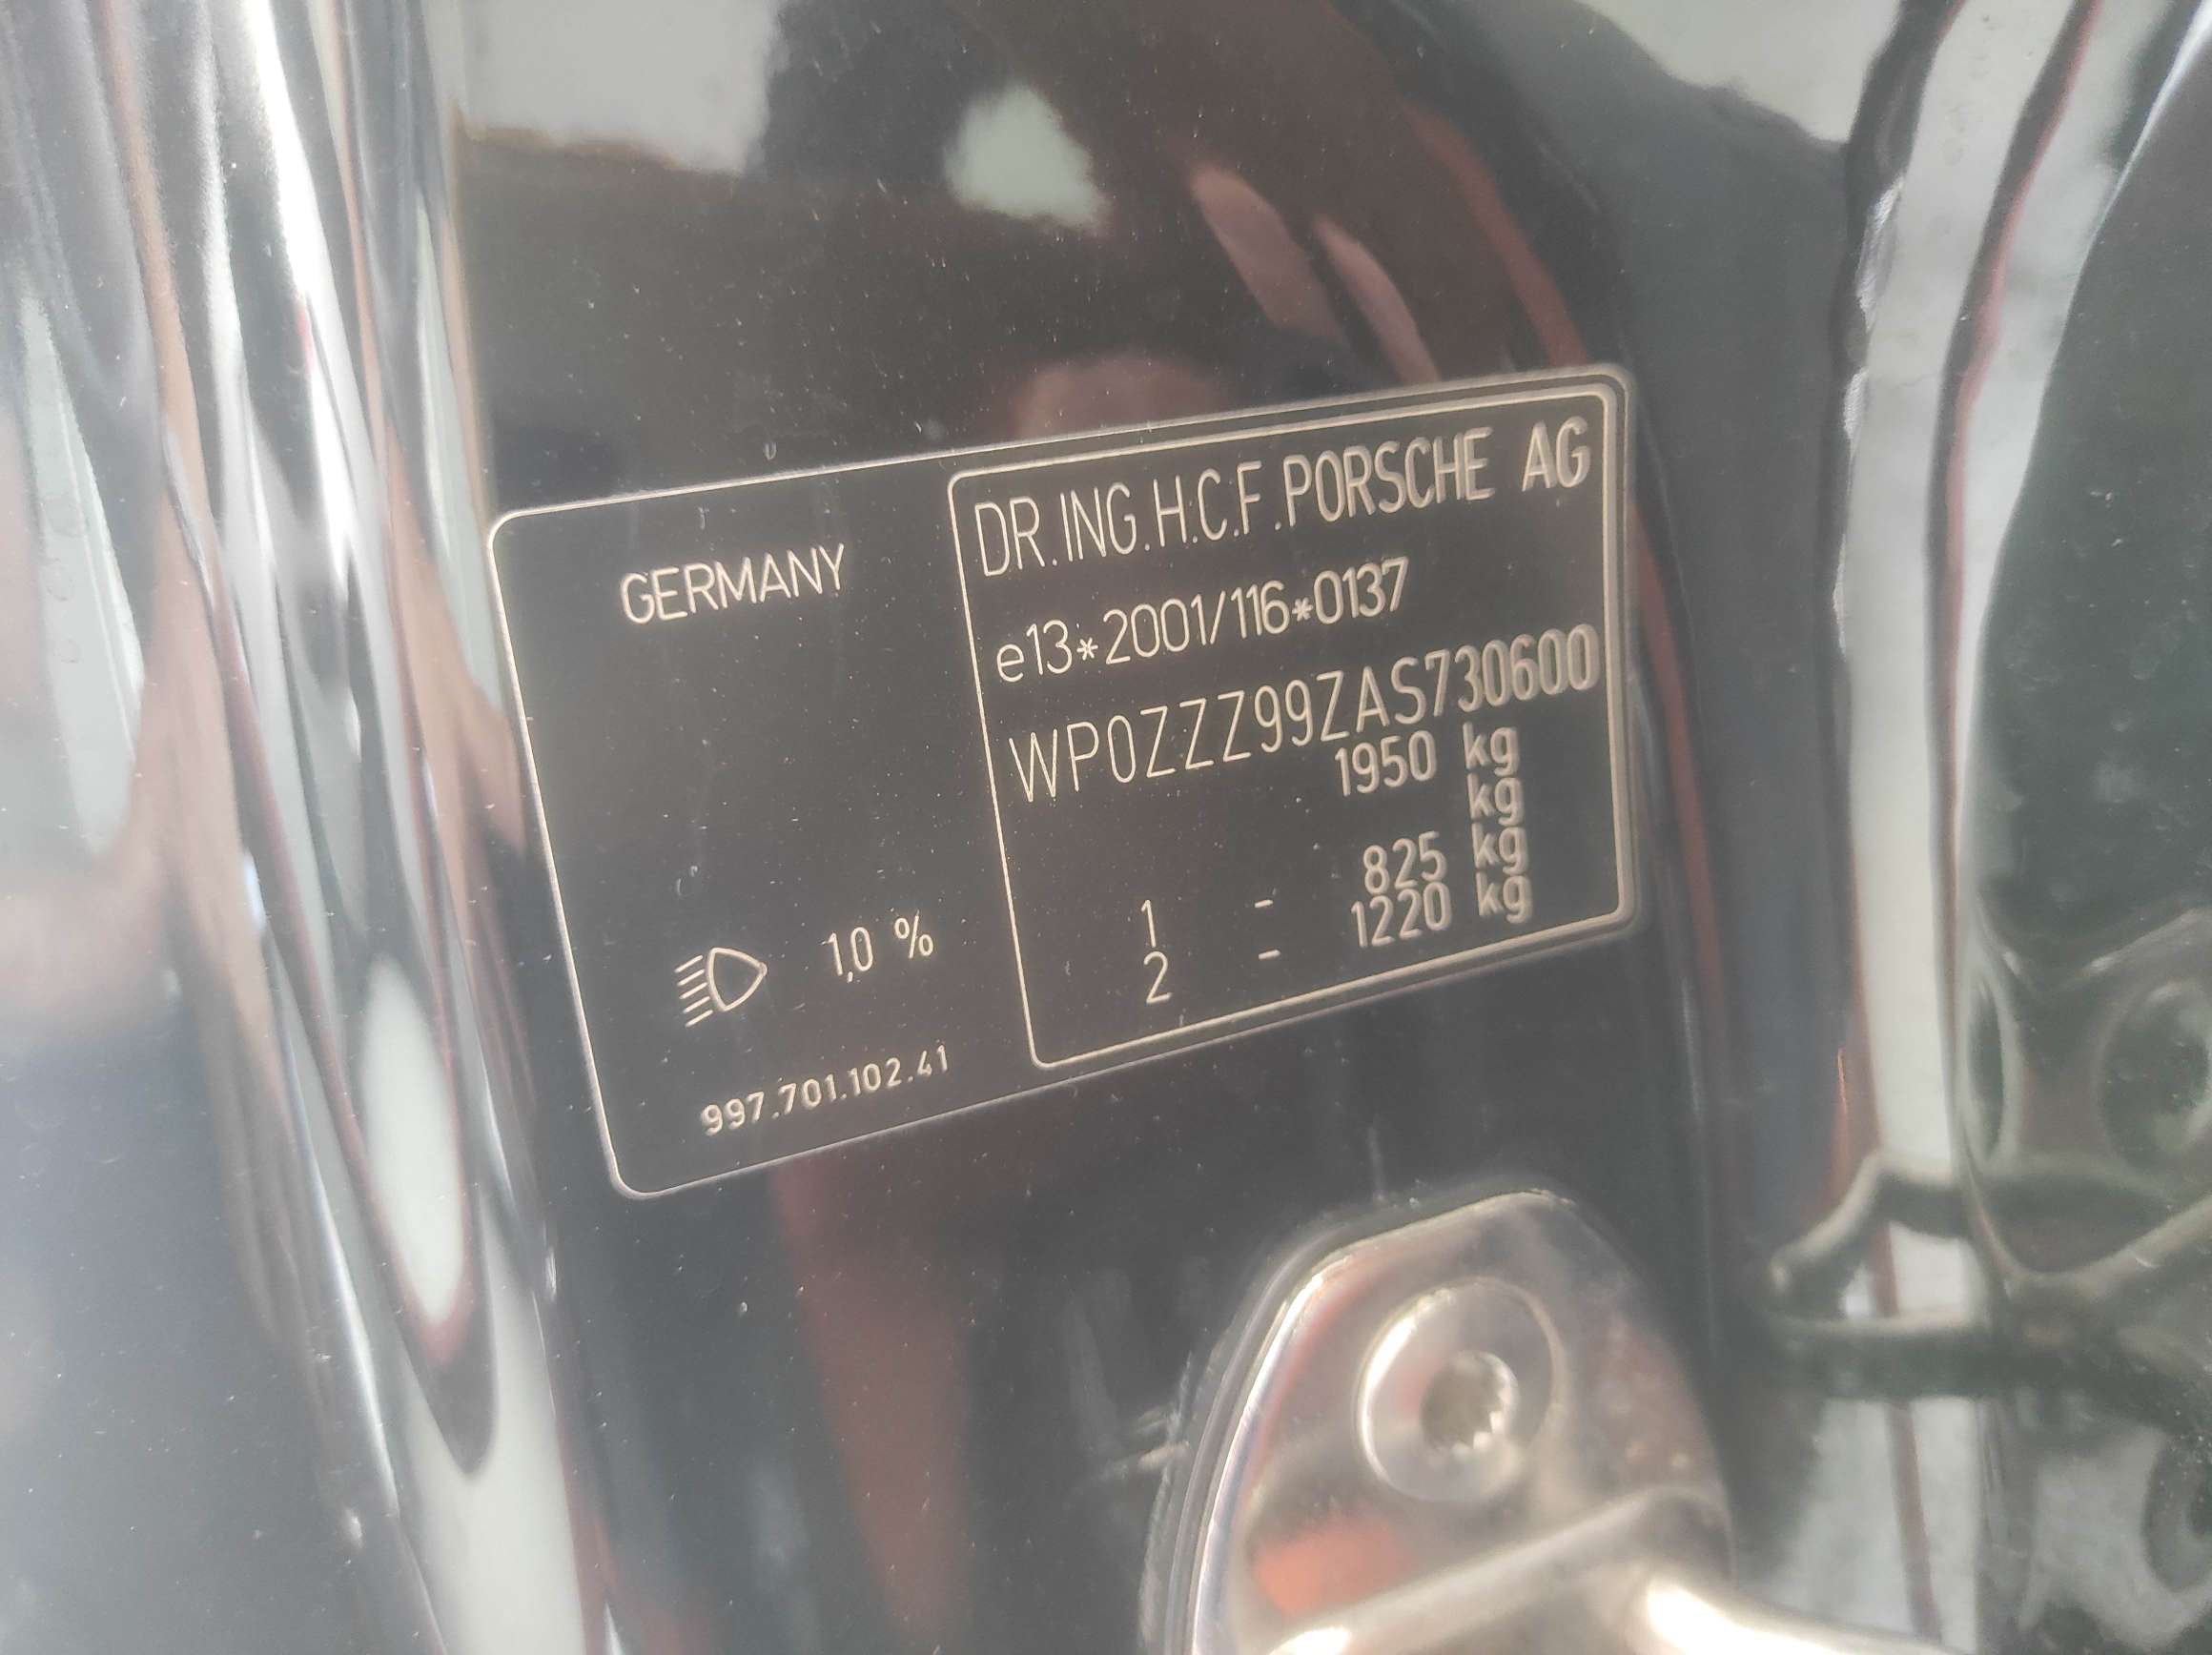 GERMANY
1,0 %
997.701.102.41
DR.ING.H.C.F.PORSCHE AG
e13*2001/116*0137
WP0ZZZ99ZAS730600
1950 kg
kg
1 - 825 kg
2 - 1220 kg